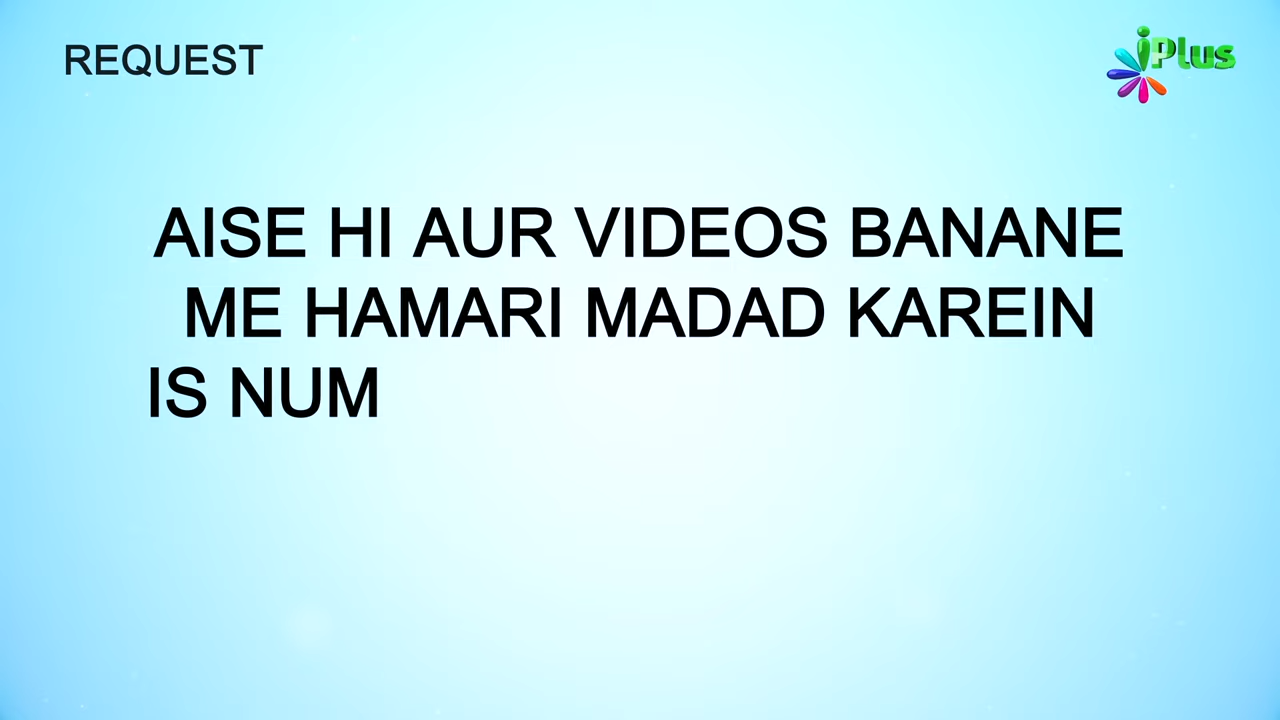 REQUEST
iPlus
AISE HI AUR VIDEOS BANANE
ME HAMARI MADAD KAREIN
IS NUM